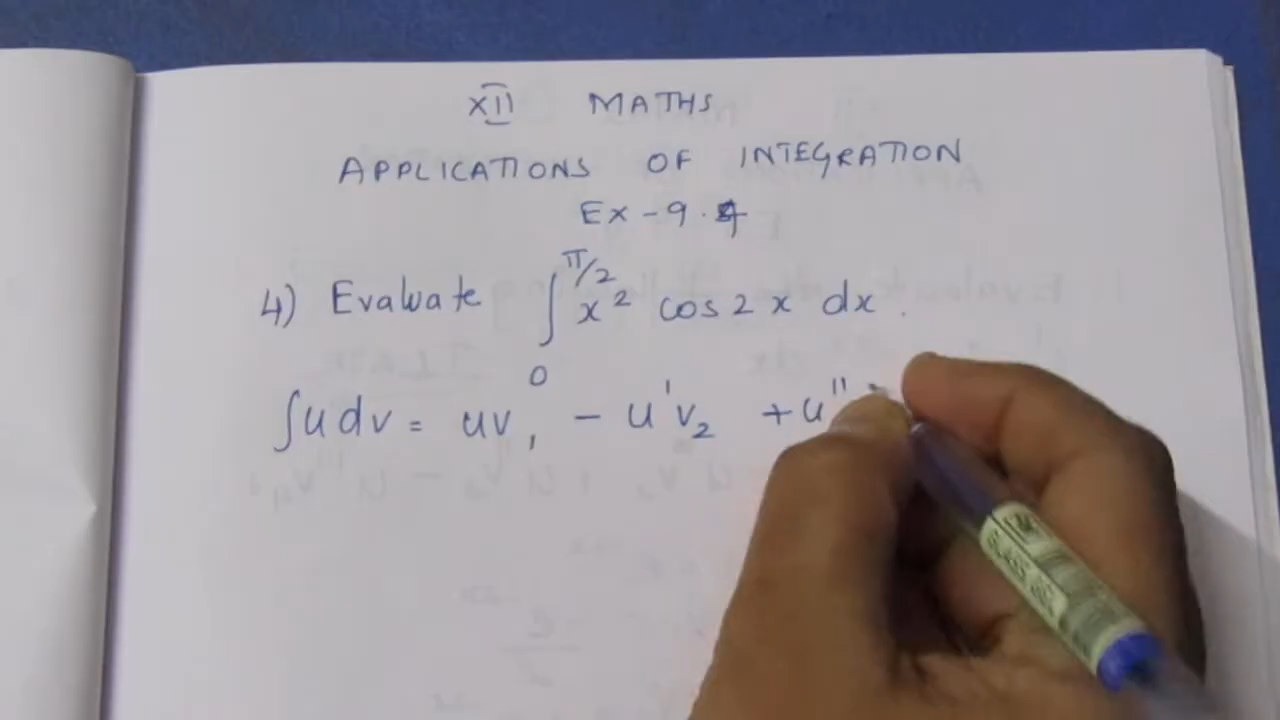 XII MATHS
APPLICATIONS OF INTEGRATION
EX - 9.4
4) Evaluate ∫₀^(π/2) x² cos 2x dx.
∫u dv = uv₁ - u'v₂ + u''